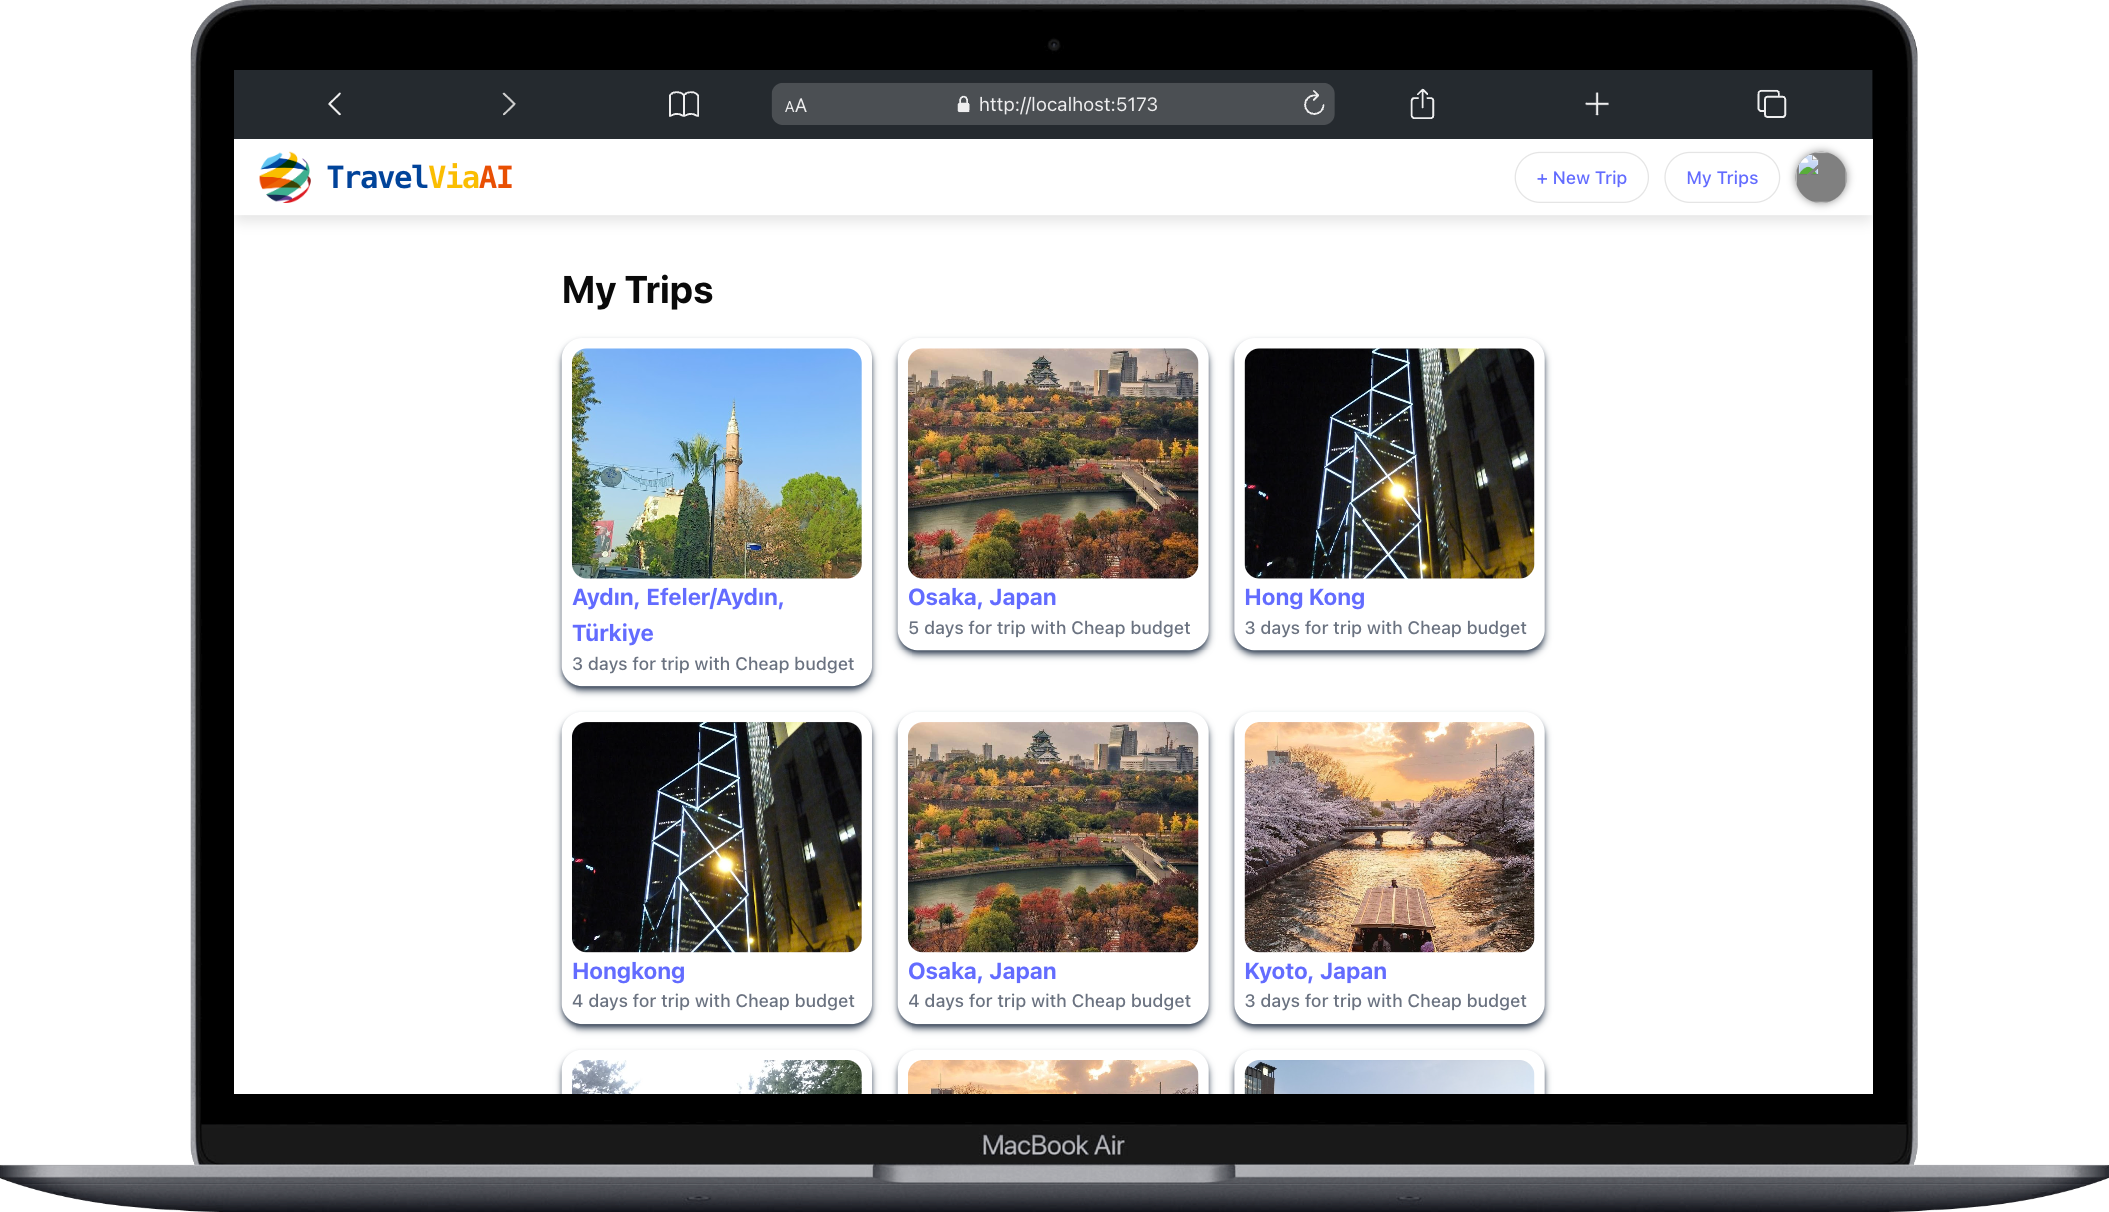 AA
http://localhost:5173
TravelViaAI
+ New Trip
My Trips
My Trips
Aydın, Efeler/Aydın,
Türkiye
3 days for trip with Cheap budget
Osaka, Japan
5 days for trip with Cheap budget
Hong Kong
3 days for trip with Cheap budget
Hongkong
4 days for trip with Cheap budget
Osaka, Japan
4 days for trip with Cheap budget
Kyoto, Japan
3 days for trip with Cheap budget
MacBook Air